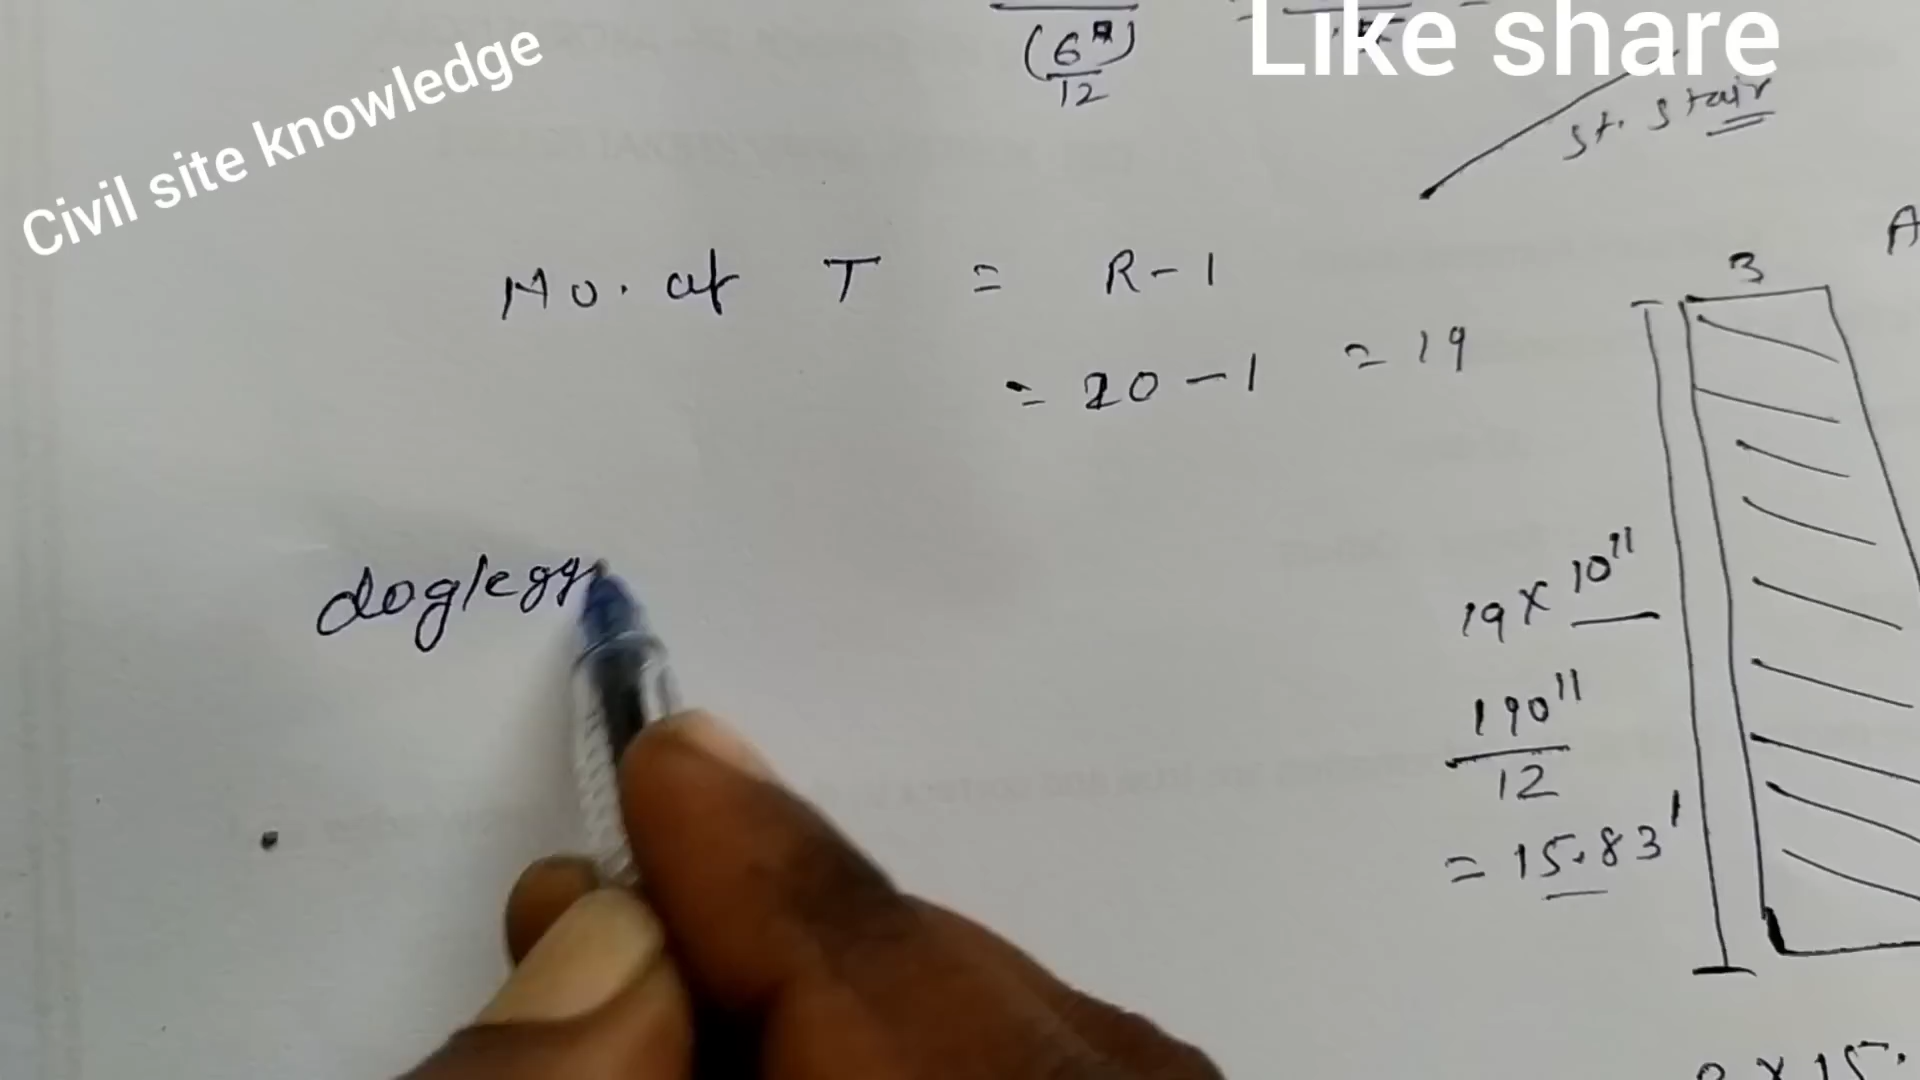 Like share
Civil site knowledge
(6")
12
St. stair
No. of T = R-1
= 20-1 = 19
3
A
doglegg
19 x 10"
190"
12
= 15.83'